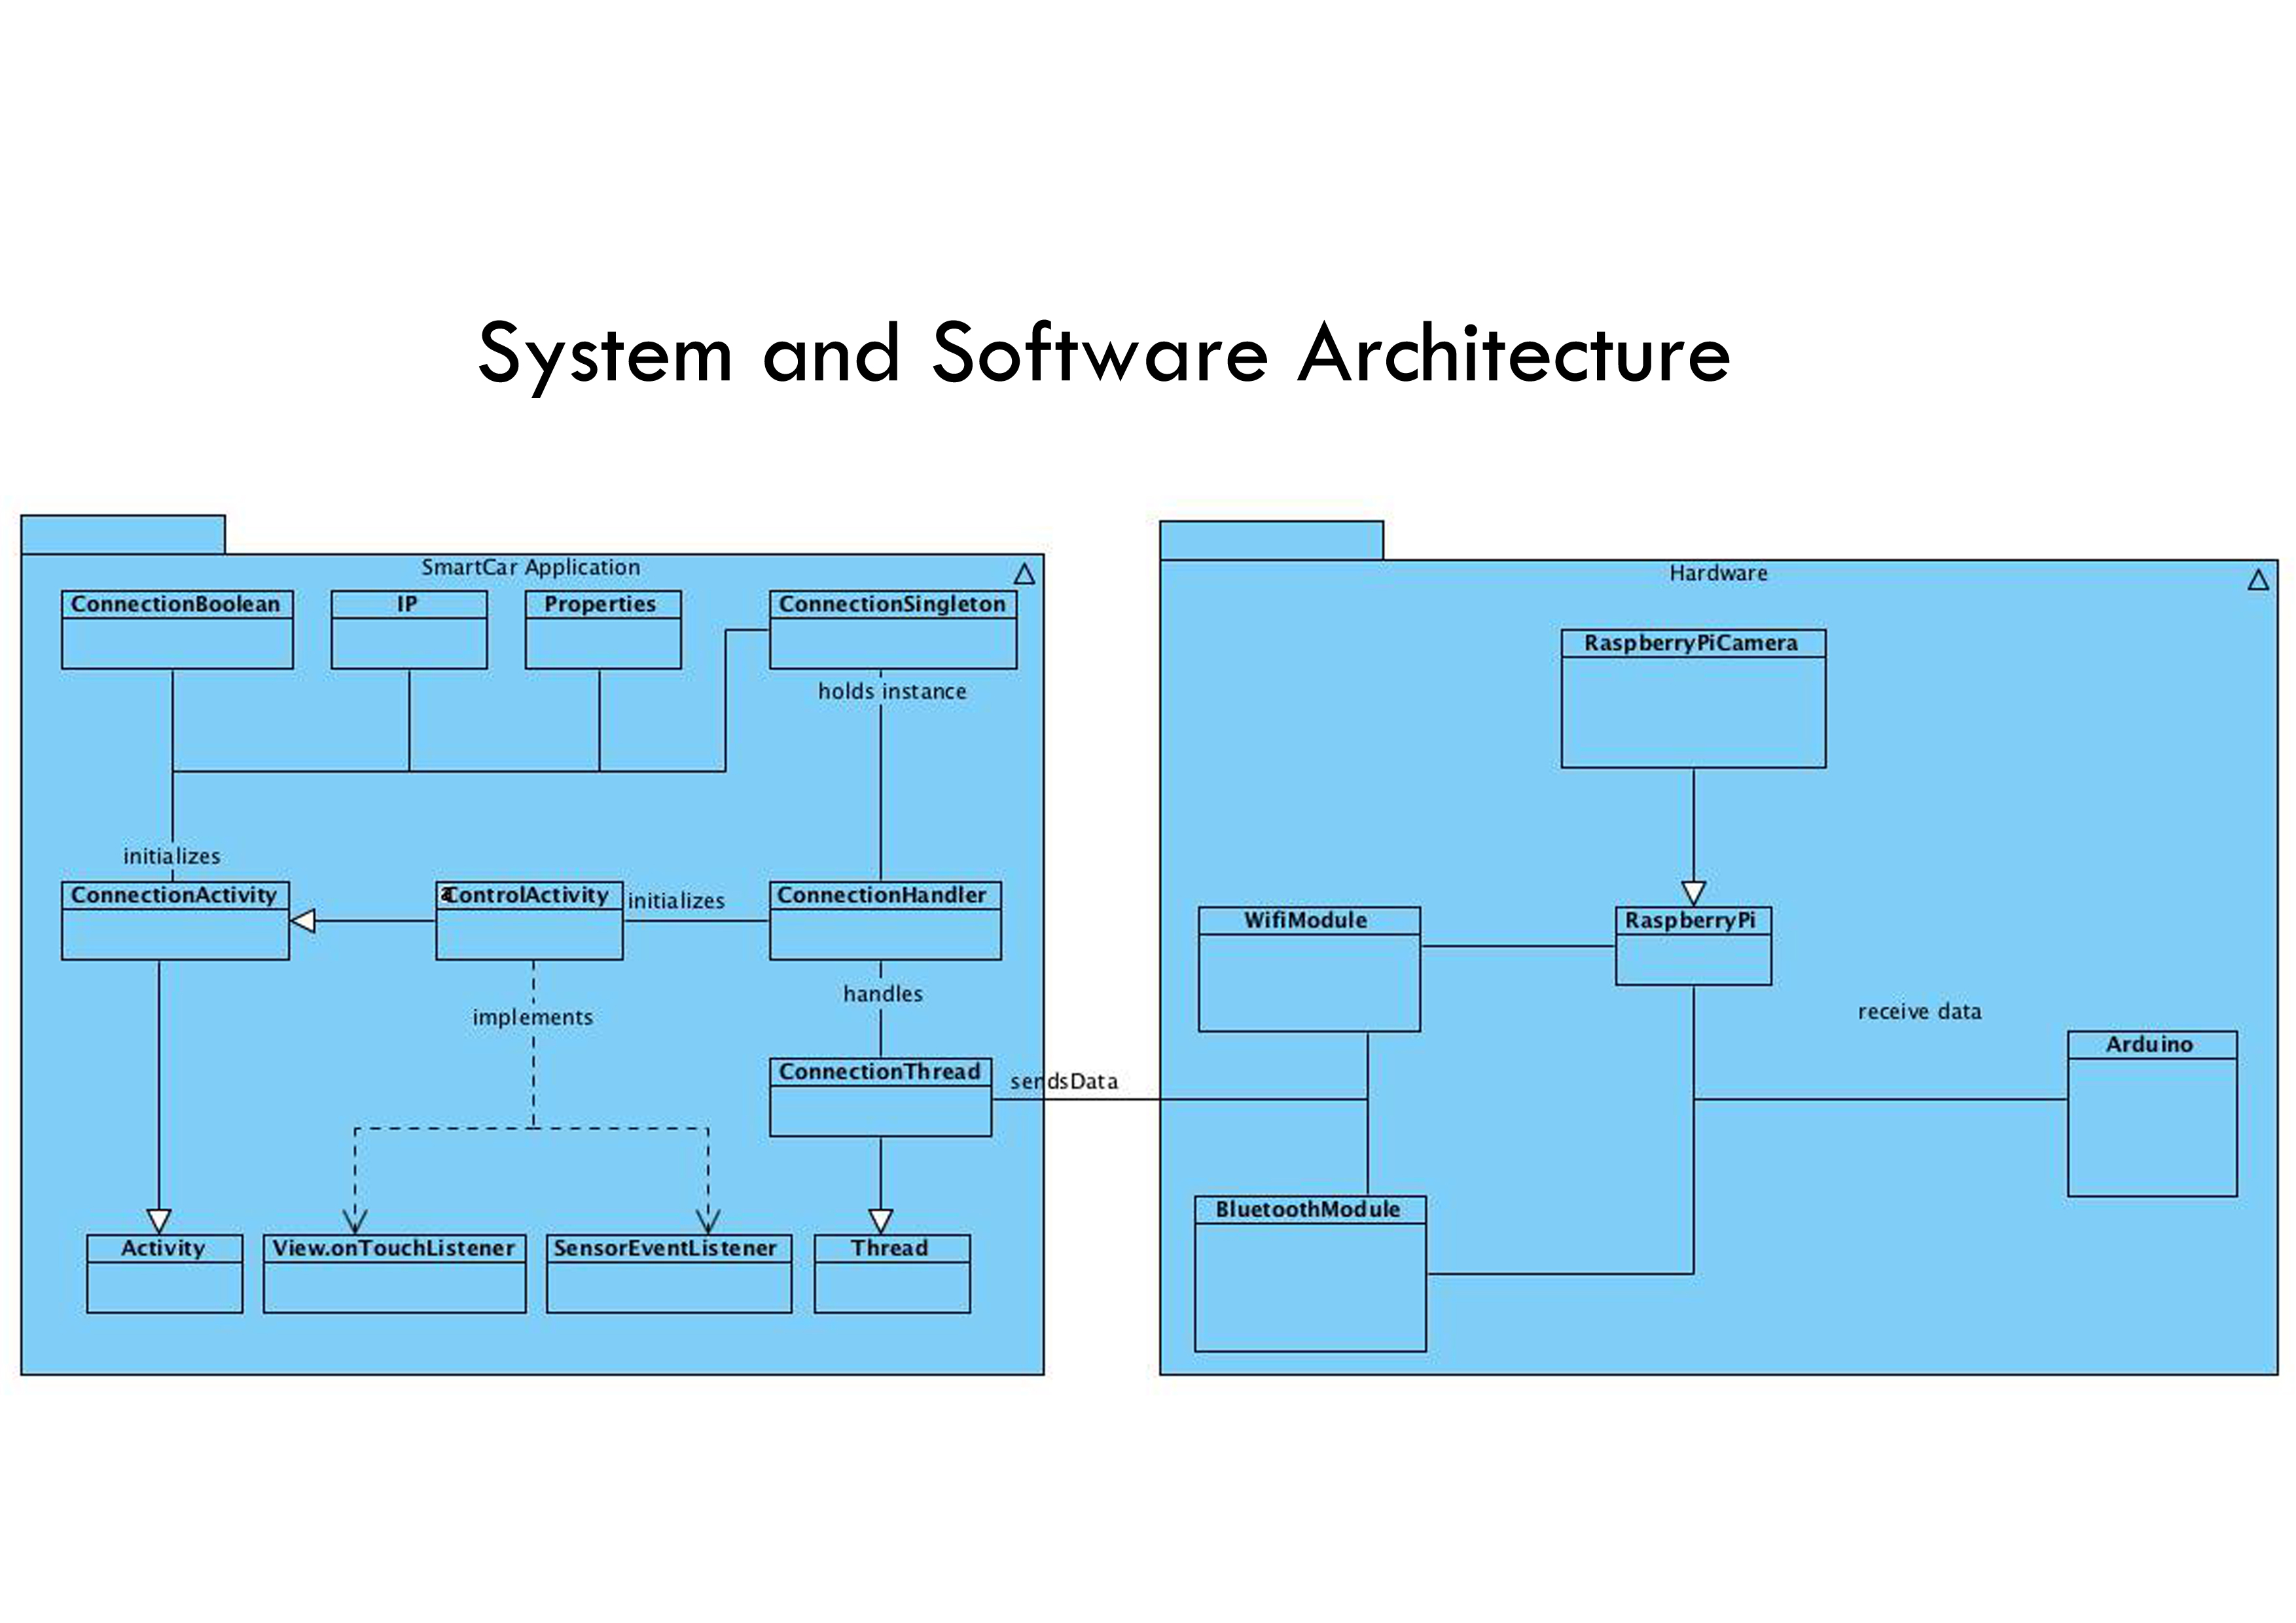 System and Software Architecture
SmartCar Application
ConnectionBoolean
IP
Properties
ConnectionSingleton
holds instance
initializes
ConnectionActivity
ControlActivity
initializes
ConnectionHandler
implements
handles
ConnectionThread
sendsData
Activity
View.onTouchListener
SensorEventListener
Thread
Hardware
RaspberryPiCamera
WifiModule
RaspberryPi
receive data
Arduino
BluetoothModule